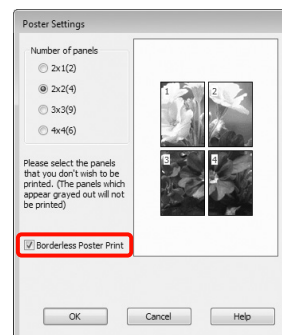 Poster Settings
Number of panels
2x1(2)
2x2(4)
3x3(9)
4x4(6)
1
2
3
4
Please select the panels
that you don't wish to be
printed. (The panels which
appear grayed out will not
be printed)
Borderless Poster Print
OK
Cancel
Help